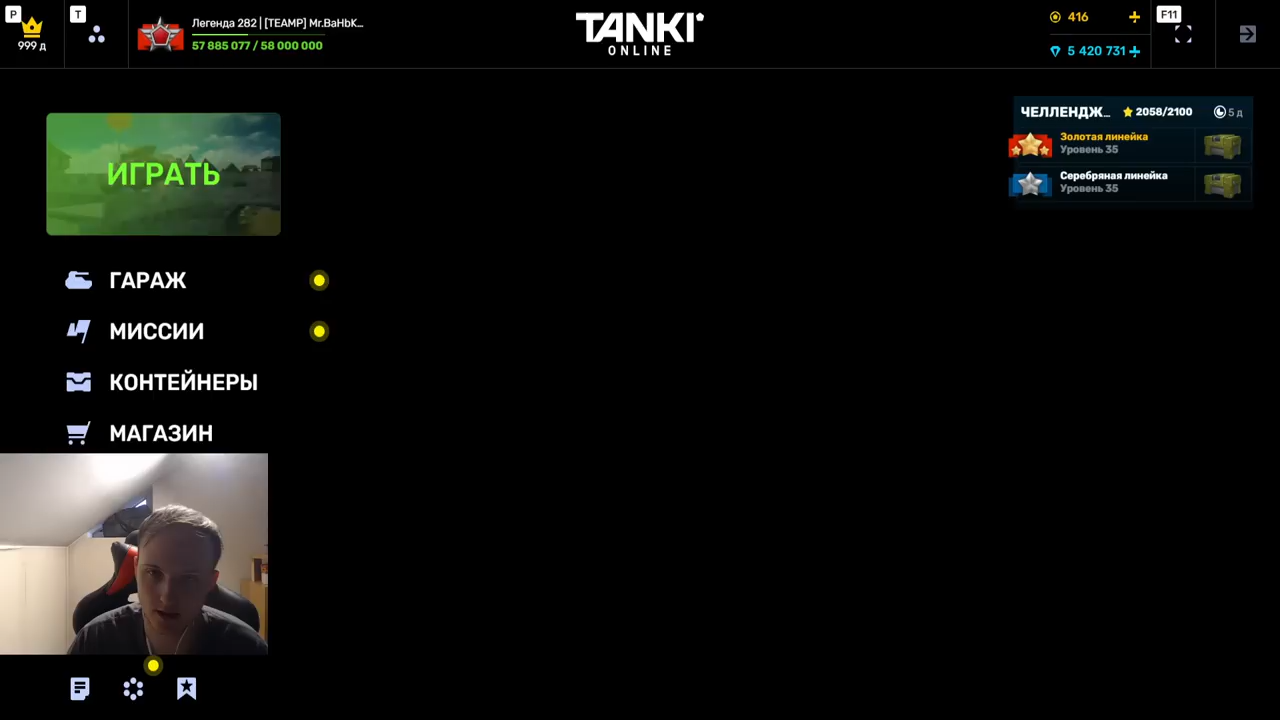 P
999 д
T
Легенда 282 | [TEAMP] Mr.BaHbK...
57 885 077 / 58 000 000
TANKI
ONLINE
416
5 420 731
F11
ИГРАТЬ
ЧЕЛЛЕНДЖ... 2058/2100 5 д
Золотая линейка
Уровень 35
Серебряная линейка
Уровень 35
ГАРАЖ
МИССИИ
КОНТЕЙНЕРЫ
МАГАЗИН